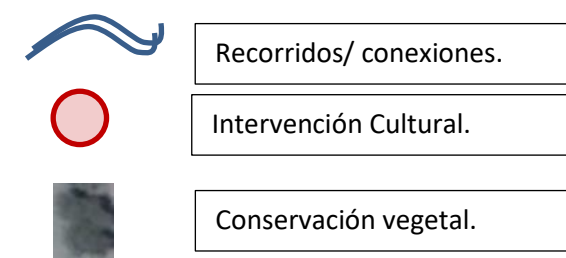 Recorridos/ conexiones.
Intervención Cultural.
Conservación vegetal.